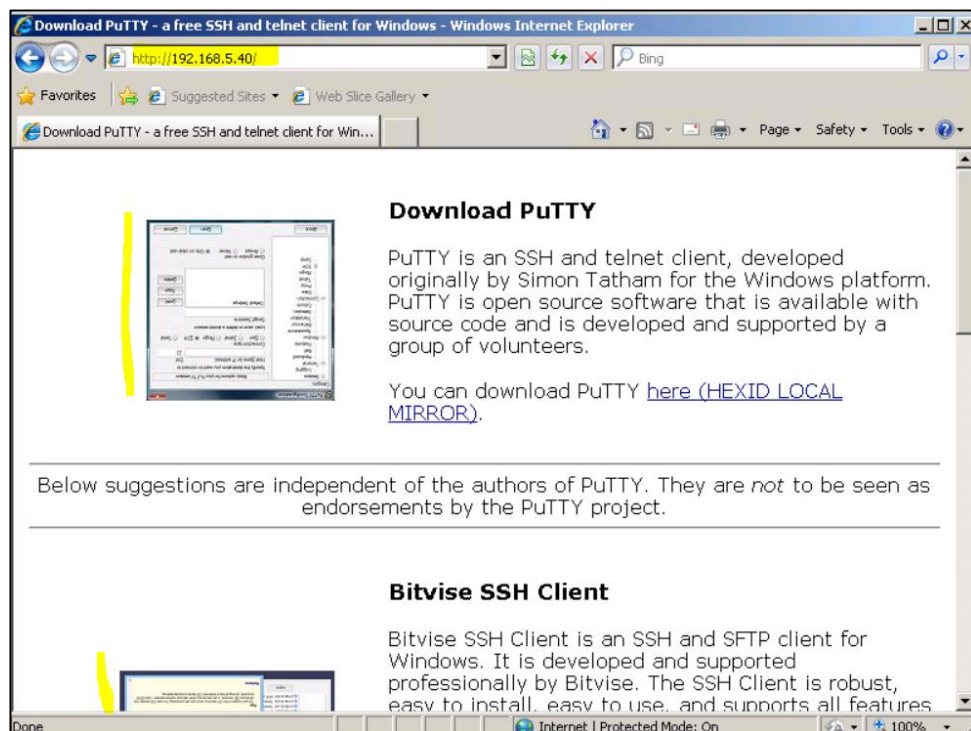 Download PuTTY - a free SSH and telnet client for Windows - Windows Internet Explorer
http://192.168.5.40/
Bing
Favorites
Suggested Sites
Web Slice Gallery
Download PuTTY - a free SSH and telnet client for Win...
Page
Safety
Tools
Download PuTTY
PuTTY is an SSH and telnet client, developed
originally by Simon Tatham for the Windows platform.
PuTTY is open source software that is available with
source code and is developed and supported by a
group of volunteers.
You can download PuTTY here (HEXID LOCAL
MIRROR).
Below suggestions are independent of the authors of PuTTY. They are not to be seen as
endorsements by the PuTTY project.
Bitvise SSH Client
Bitvise SSH Client is an SSH and SFTP client for
Windows. It is developed and supported
professionally by Bitvise. The SSH Client is robust,
easy to install, easy to use, and supports all features
Done
Internet | Protected Mode: On
100%